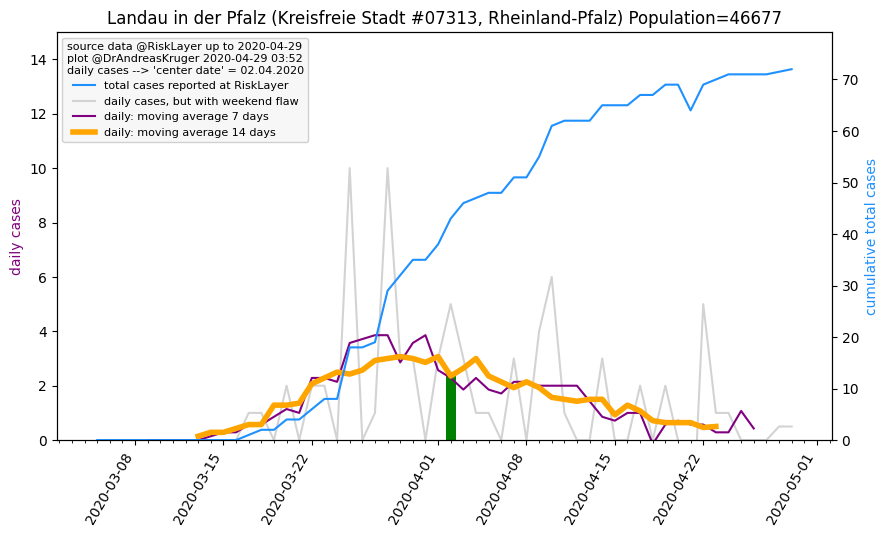 Landau in der Pfalz (Kreisfreie Stadt #07313, Rheinland-Pfalz) Population=46677
source data @RiskLayer up to 2020-04-29
plot @DrAndreasKruger 2020-04-29 03:52
daily cases --> 'center date' = 02.04.2020
total cases reported at RiskLayer
daily cases, but with weekend flaw
daily: moving average 7 days
daily: moving average 14 days
daily cases
14
12
10
8
6
4
2
0
cumulative total cases
70
60
50
40
30
20
10
0
2020-03-08
2020-03-15
2020-03-22
2020-04-01
2020-04-08
2020-04-15
2020-04-22
2020-05-01